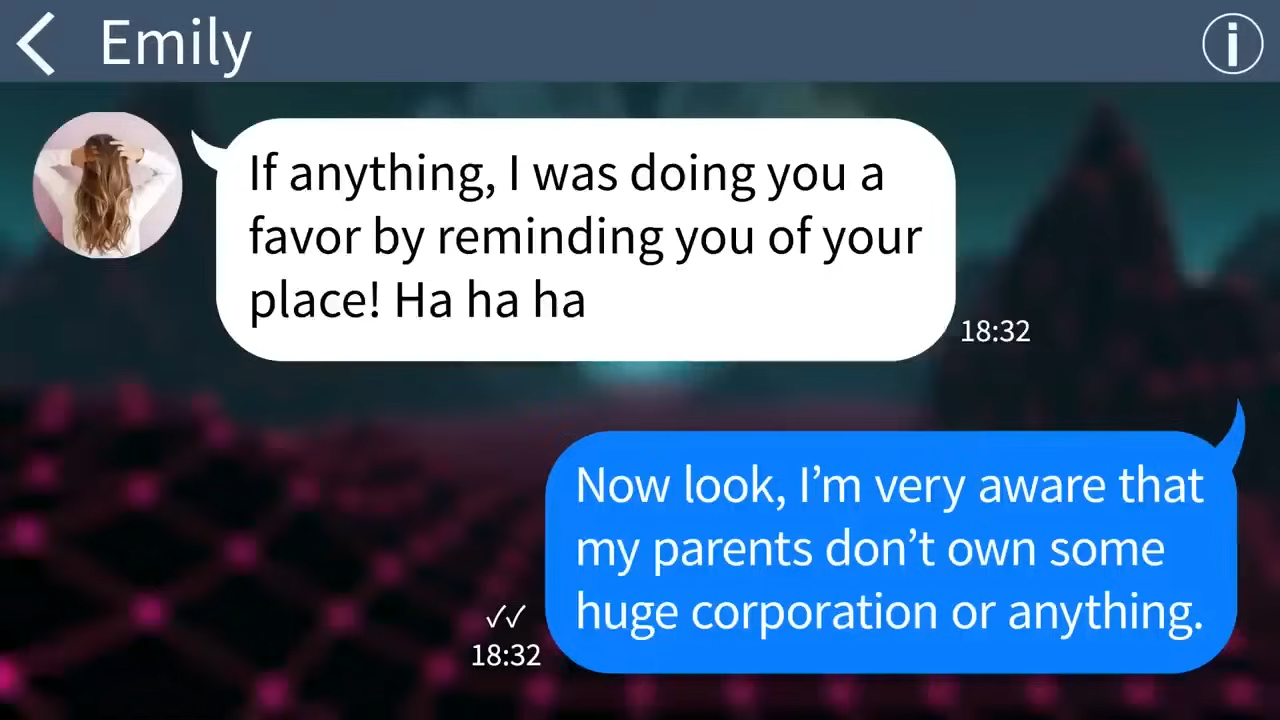 Emily
i
If anything, I was doing you a
favor by reminding you of your
place! Ha ha ha
18:32
Now look, I’m very aware that
my parents don’t own some
huge corporation or anything.
✓✓
18:32